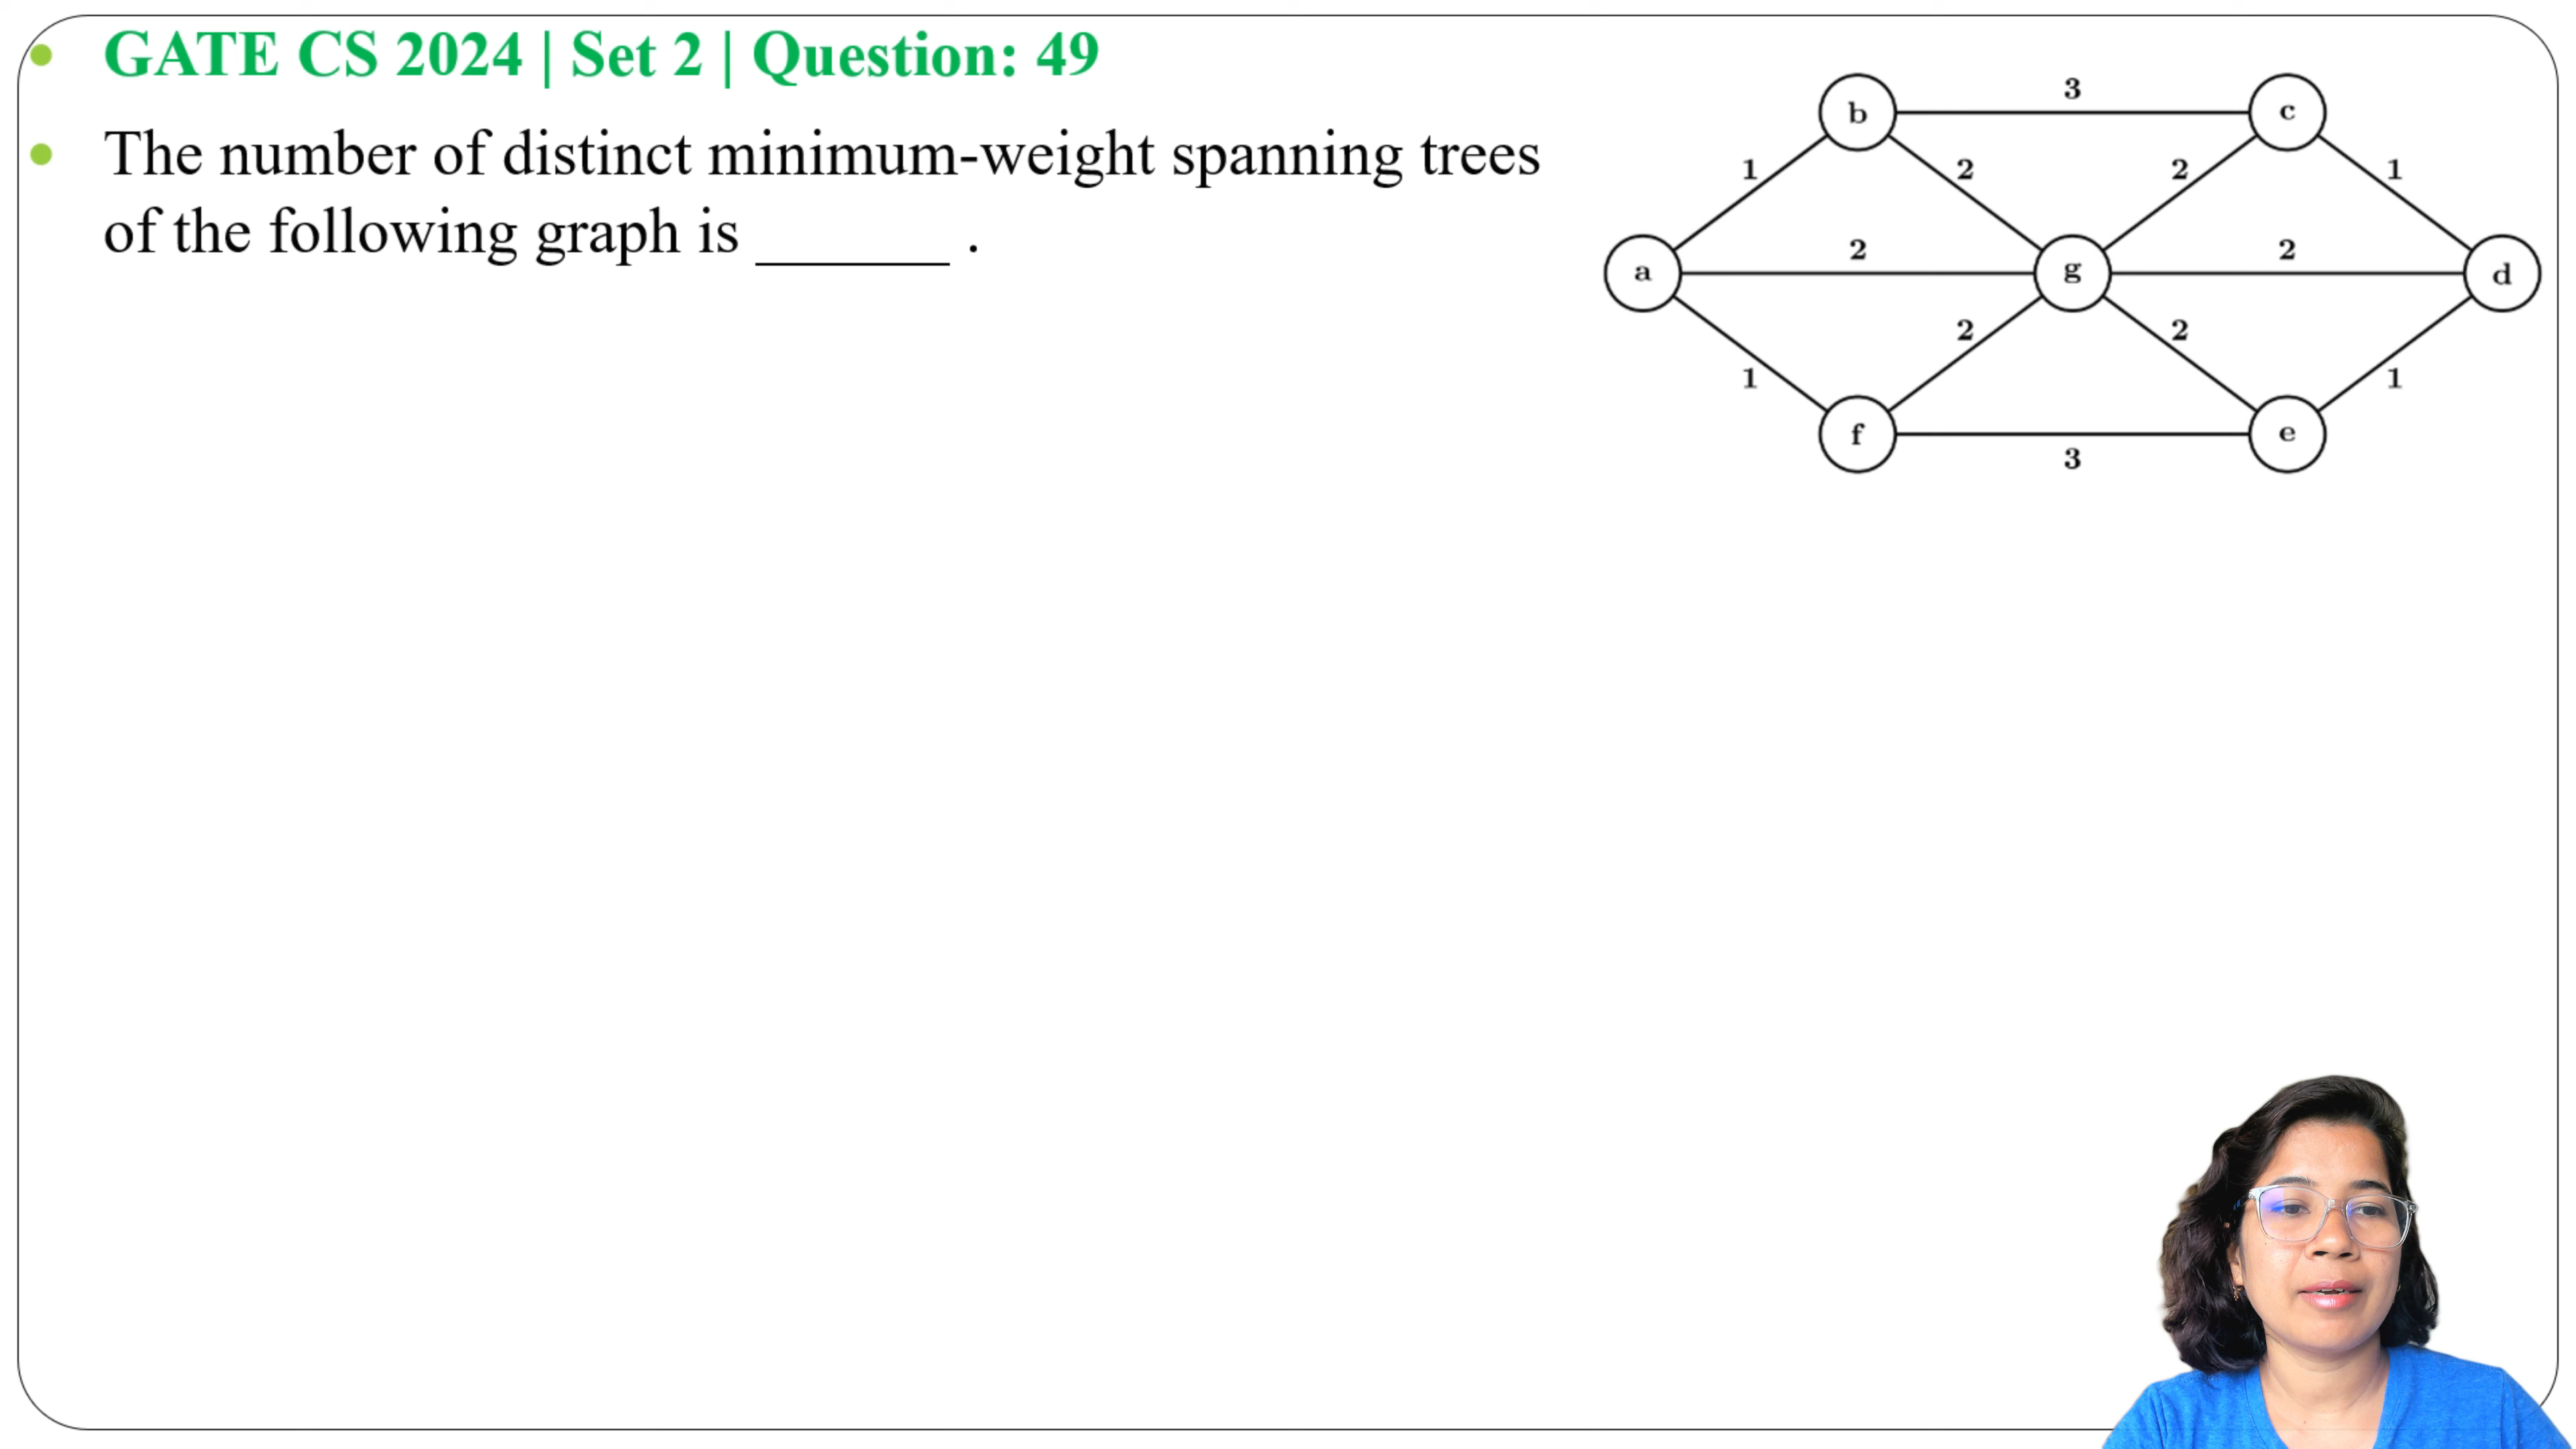 GATE CS 2024 | Set 2 | Question: 49
The number of distinct minimum-weight spanning trees
of the following graph is ______ .
b 3 c
1 2 2 1
a 2 g 2 d
1 2 2 1
f 3 e